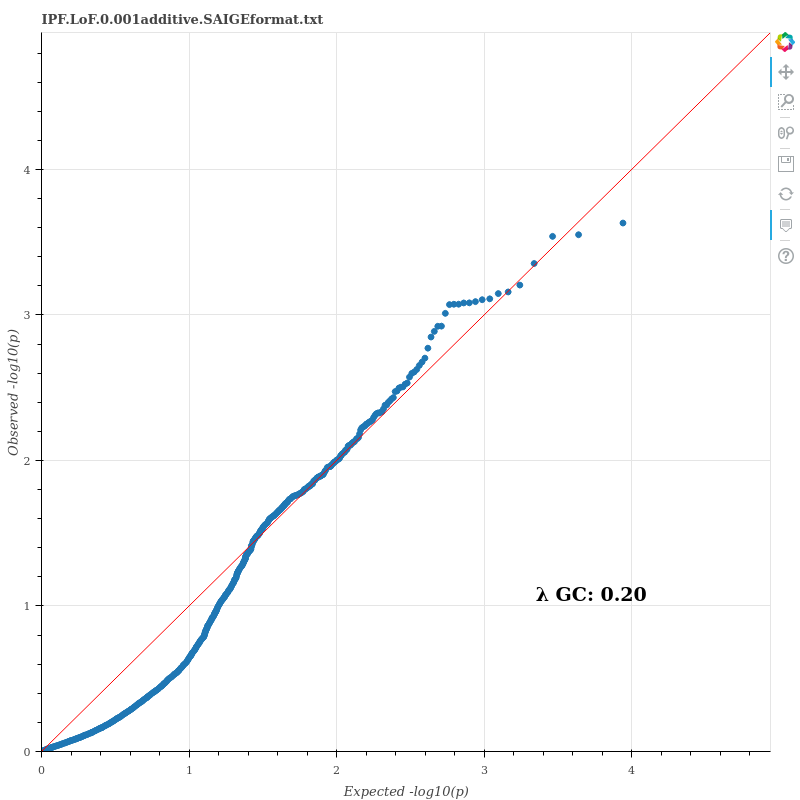 IPF.LoF.0.001additive.SAIGEformat.txt
Observed -log10(p)
4
3
2
1
0
λ GC: 0.20
0 1 2 3 4
Expected -log10(p)